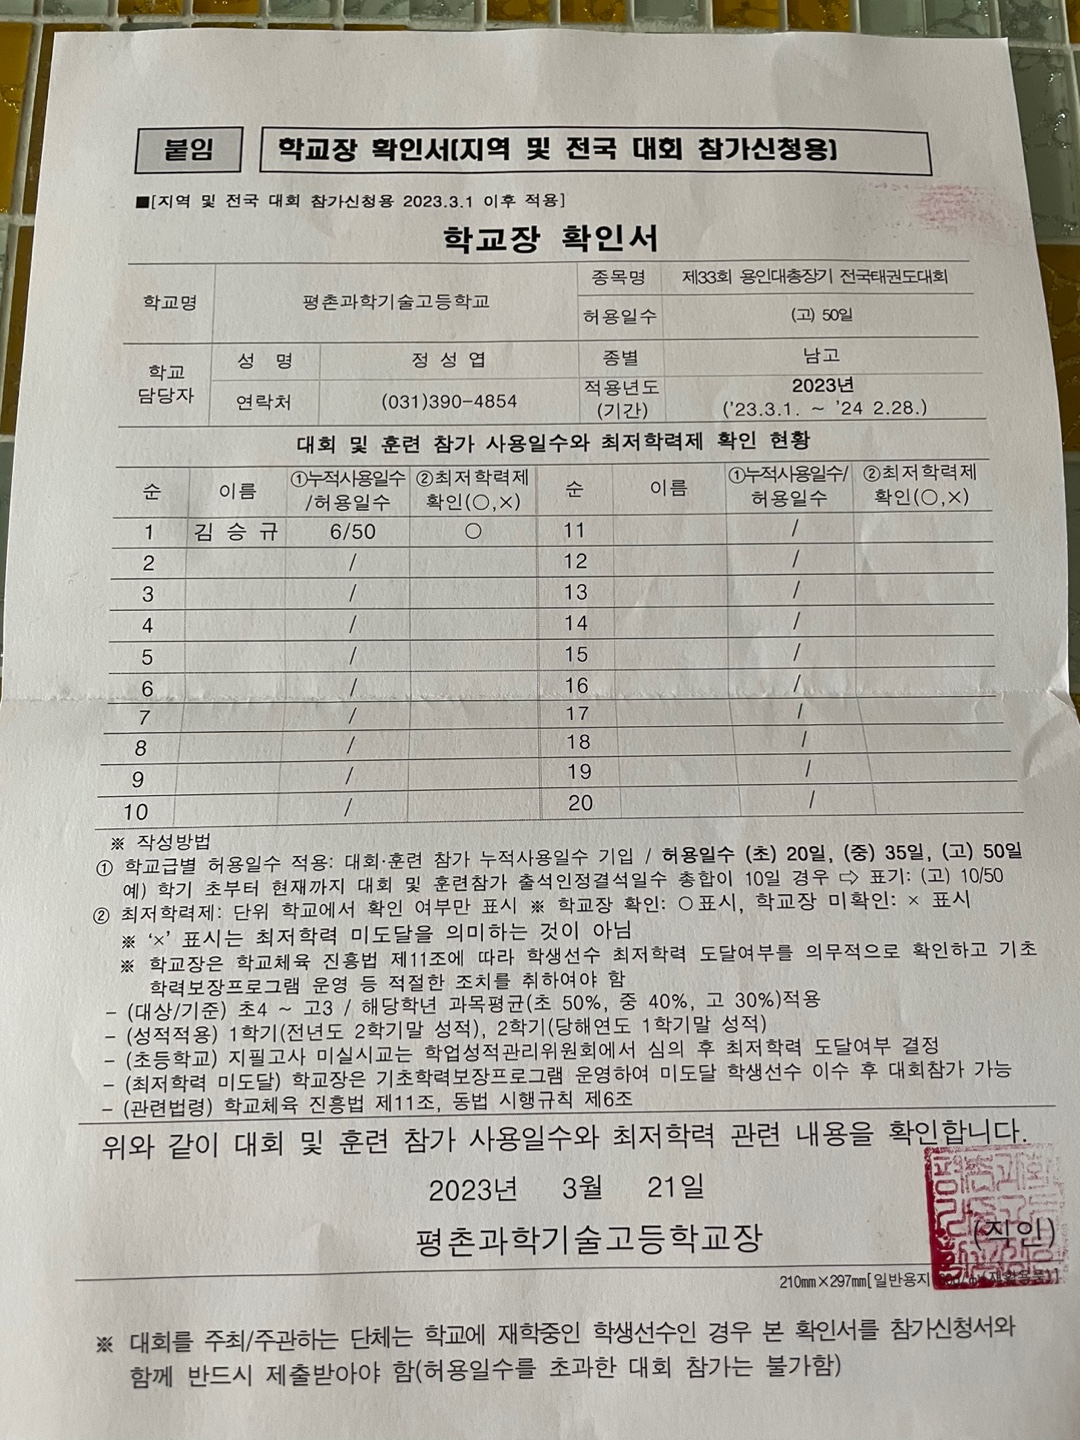 붙임 학교장 확인서(지역 및 전국 대회 참가신청용)
■[지역 및 전국 대회 참가신청용 2023.3.1 이후 적용]
학교장 확인서
학교명 평촌과학기술고등학교 종목명 제33회 용인대총장기 전국태권도대회
허용일수 (고) 50일
학교 담당자 성 명 정 성 엽 종별 남고
연락처 (031)390-4854 적용년도 (기간) 2023년 ('23.3.1. ~ '24 2.28.)
대회 및 훈련 참가 사용일수와 최저학력제 확인 현황
순 이름 ①누적사용일수 /허용일수 ②최저학력제 확인(○,×) 순 이름 ①누적사용일수/ 허용일수 ②최저학력제 확인(○,×)
1 김 승 규 6/50 ○ 11 /
2 / 12 /
3 / 13 /
4 / 14 /
5 / 15 /
6 / 16 /
7 / 17 /
8 / 18 /
9 / 19 /
10 / 20 /
※ 작성방법
① 학교급별 허용일수 적용: 대회·훈련 참가 누적사용일수 기입 / 허용일수 (초) 20일, (중) 35일, (고) 50일
예) 학기 초부터 현재까지 대회 및 훈련참가 출석인정결석일수 총합이 10일 경우 ⇨ 표기: (고) 10/50
② 최저학력제: 단위 학교에서 확인 여부만 표시 ※ 학교장 확인: ○표시, 학교장 미확인: × 표시
※ '×' 표시는 최저학력 미도달을 의미하는 것이 아님
※ 학교장은 학교체육 진흥법 제11조에 따라 학생선수 최저학력 도달여부를 의무적으로 확인하고 기초
학력보장프로그램 운영 등 적절한 조치를 취하여야 함
- (대상/기준) 초4 ~ 고3 / 해당학년 과목평균(초 50%, 중 40%, 고 30%)적용
- (성적적용) 1학기(전년도 2학기말 성적), 2학기(당해연도 1학기말 성적)
- (초등학교) 지필고사 미실시교는 학업성적관리위원회에서 심의 후 최저학력 도달여부 결정
- (최저학력 미도달) 학교장은 기초학력보장프로그램 운영하여 미도달 학생선수 이수 후 대회참가 가능
- (관련법령) 학교체육 진흥법 제11조, 동법 시행규칙 제6조
위와 같이 대회 및 훈련 참가 사용일수와 최저학력 관련 내용을 확인합니다.
2023년 3월 21일
평촌과학기술고등학교장 (직인)
210㎜×297㎜[일반용지
※ 대회를 주최/주관하는 단체는 학교에 재학중인 학생선수인 경우 본 확인서를 참가신청서와
함께 반드시 제출받아야 함(허용일수를 초과한 대회 참가는 불가함)